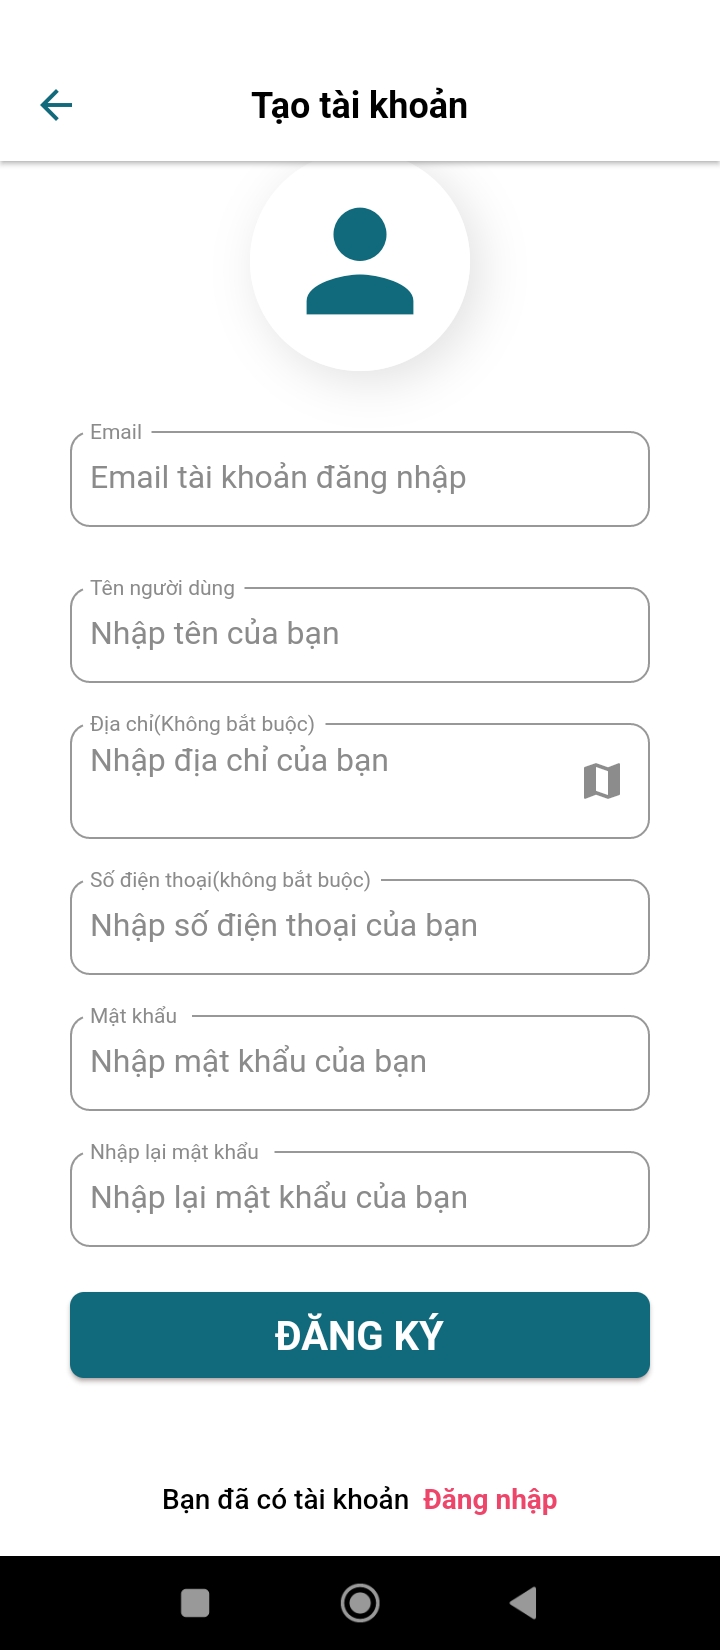 Tạo tài khoản
Email
Email tài khoản đăng nhập
Tên người dùng
Nhập tên của bạn
Địa chỉ(Không bắt buộc)
Nhập địa chỉ của bạn
Số điện thoại(không bắt buộc)
Nhập số điện thoại của bạn
Mật khẩu
Nhập mật khẩu của bạn
Nhập lại mật khẩu
Nhập lại mật khẩu của bạn
ĐĂNG KÝ
Bạn đã có tài khoản Đăng nhập